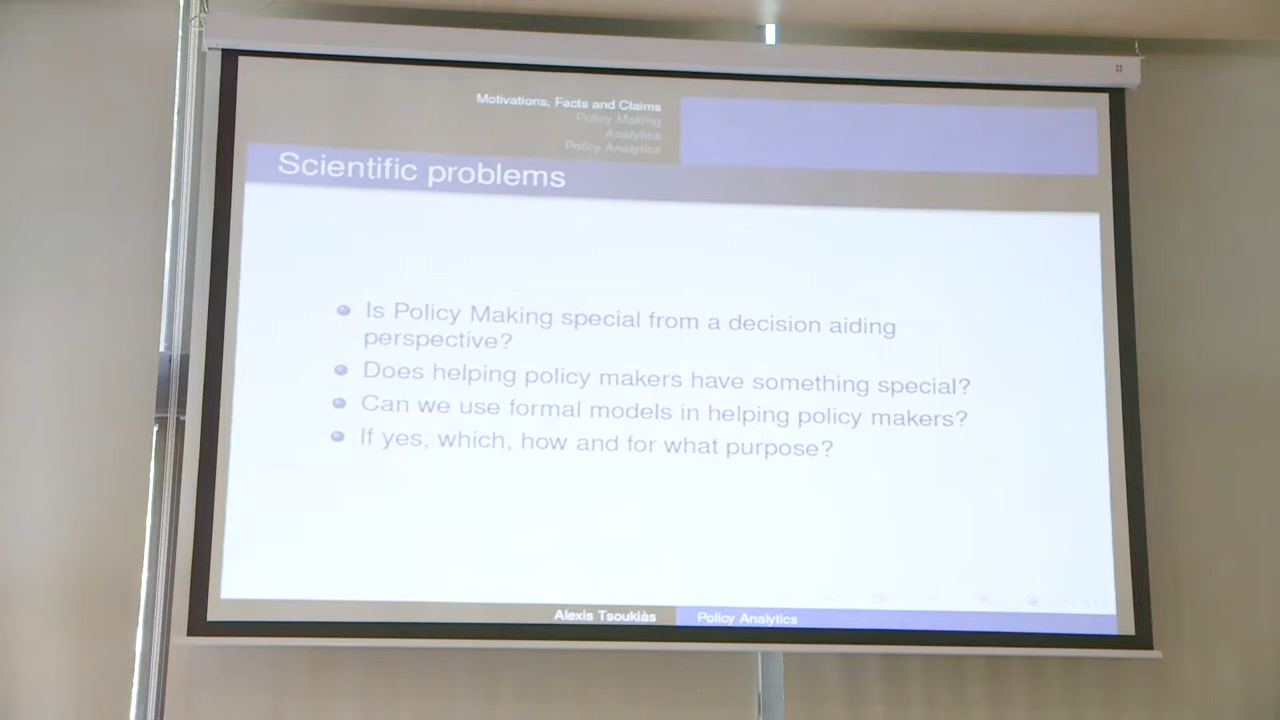 Motivations, Facts and Claims
Policy Making
Analytics
Policy Analytics
Scientific problems
Is Policy Making special from a decision aiding
perspective?
Does helping policy makers have something special?
Can we use formal models in helping policy makers?
If yes, which, how and for what purpose?
Alexis Tsoukiàs
Policy Analytics